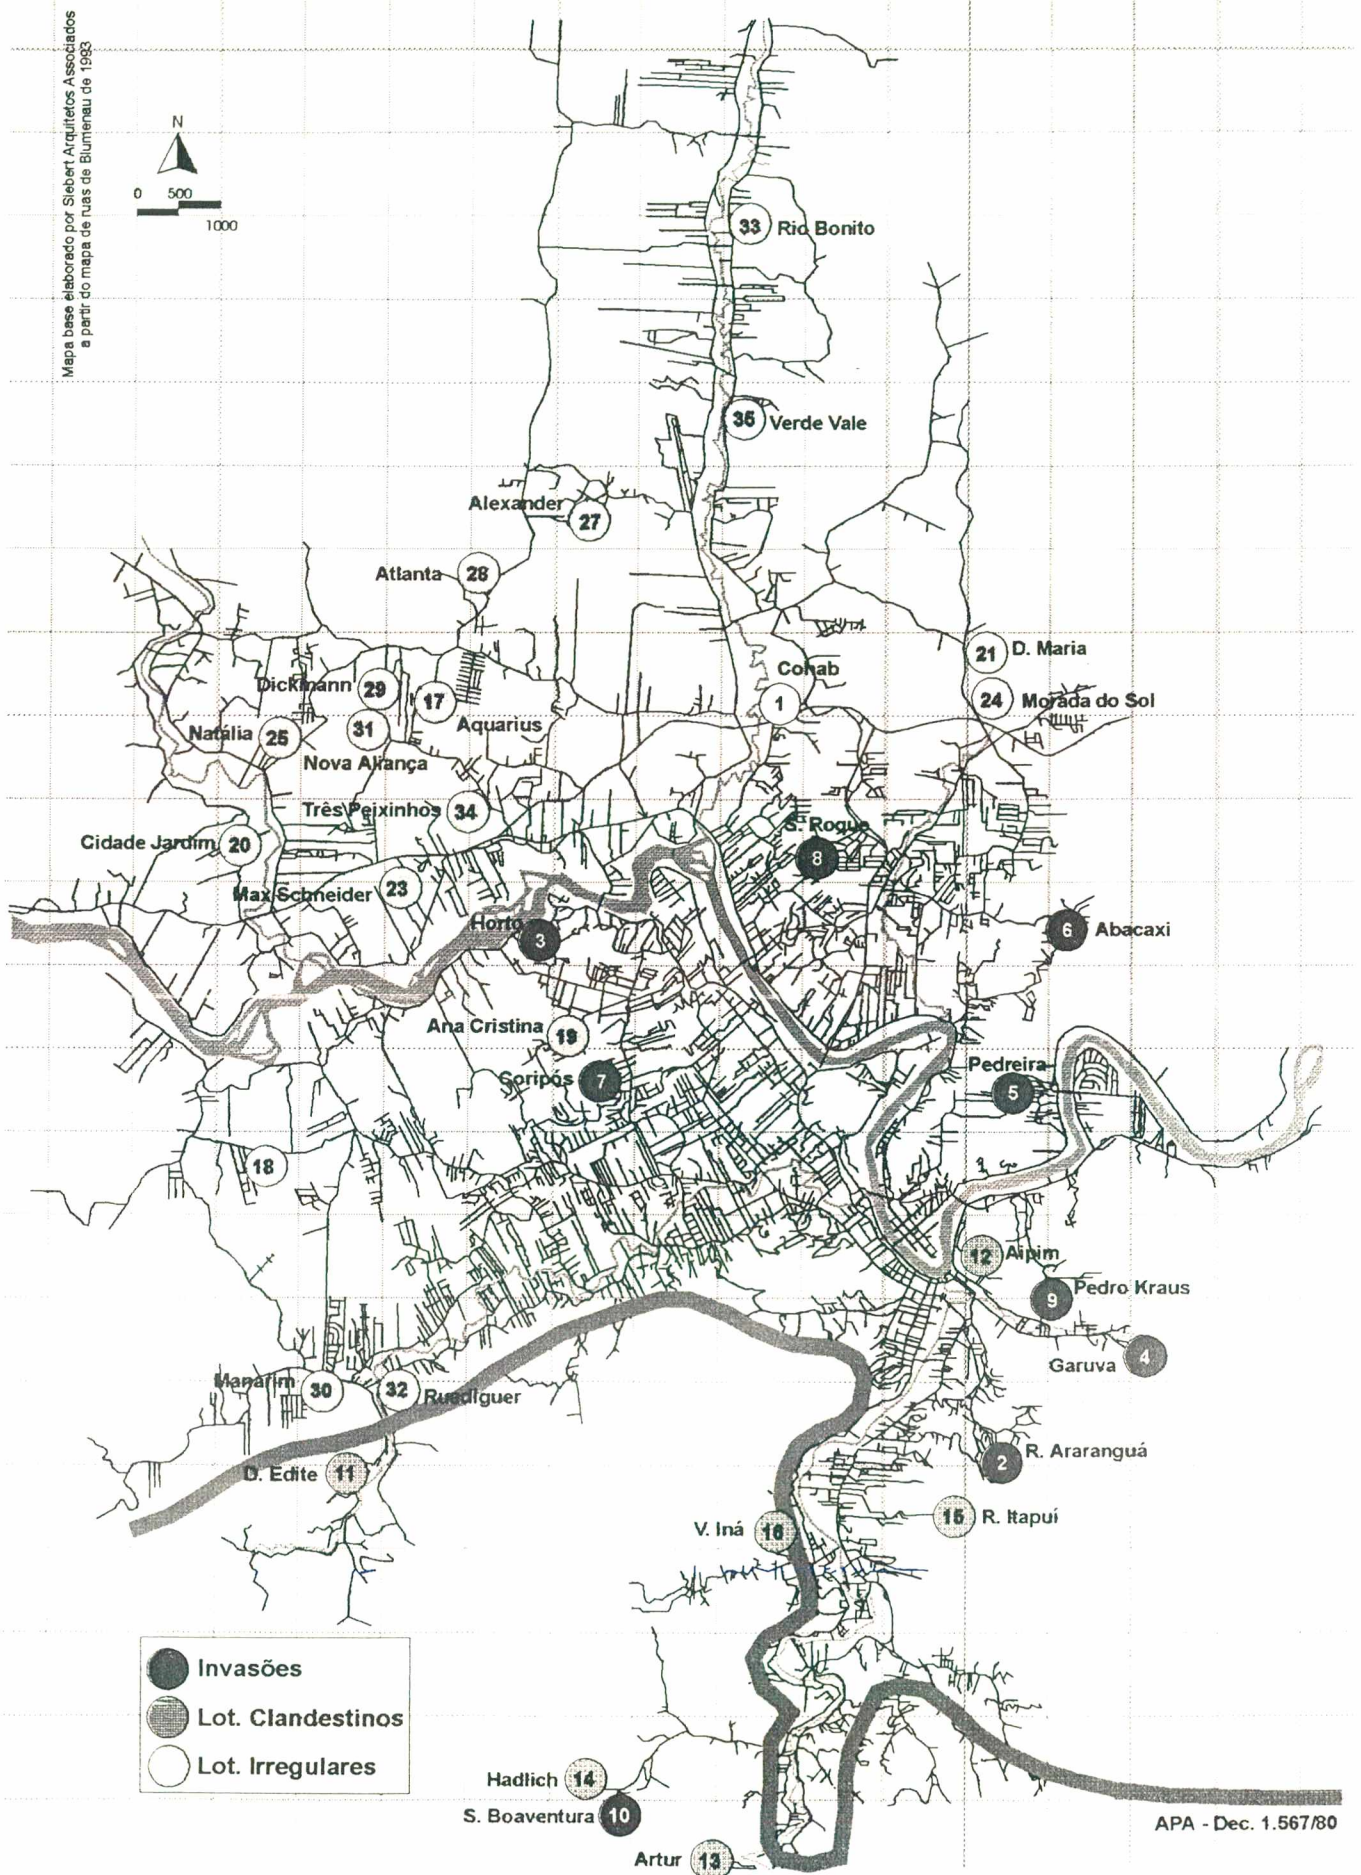 Mapa base elaborado por Siebert Arquitetos Associados
a partir do mapa de ruas de Blumenau de 1993
N
0 500
1000
33 Rio Bonito
35 Verde Vale
Alexander
27
Atlanta 28
21 D. Maria
Cohab
1
24 Morada do Sol
Dickmann 29
17
Aquarius
Natália 25
31
Nova Aliança
Três Peixinhos 34
Cidade Jardim 20
S. Roque
8
Max Schneider 23
Horto
3
6 Abacaxi
Ana Cristina 19
Coripós 7
Pedreira
5
18
12 Aipim
9 Pedro Kraus
Garuva 4
Manarim 30
32 Ruediguer
D. Edite 11
2 R. Araranguá
15 R. Itapuí
V. Iná 16
Invasões
Lot. Clandestinos
Lot. Irregulares
Hadlich 14
S. Boaventura 10
Artur 13
APA - Dec. 1.567/80